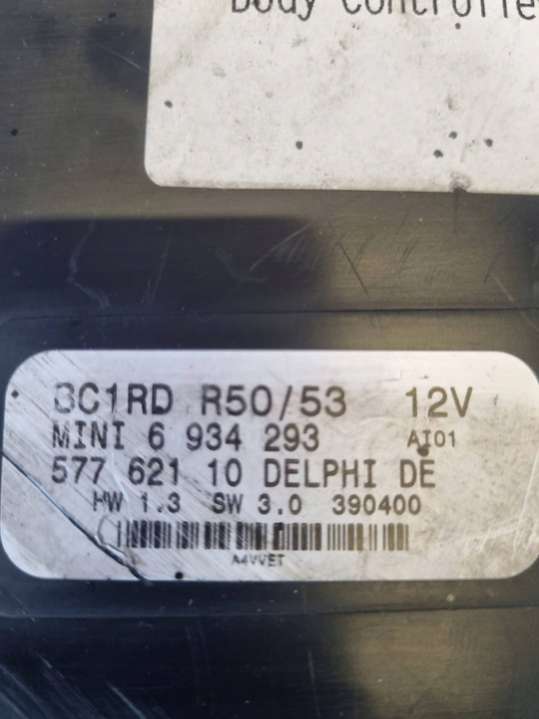 Body Controlle
BC1RD R50/53 12V
MINI 6 934 293 AI01
577 621 10 DELPHI DE
HW 1.3 SW 3.0 390400
A4VVET